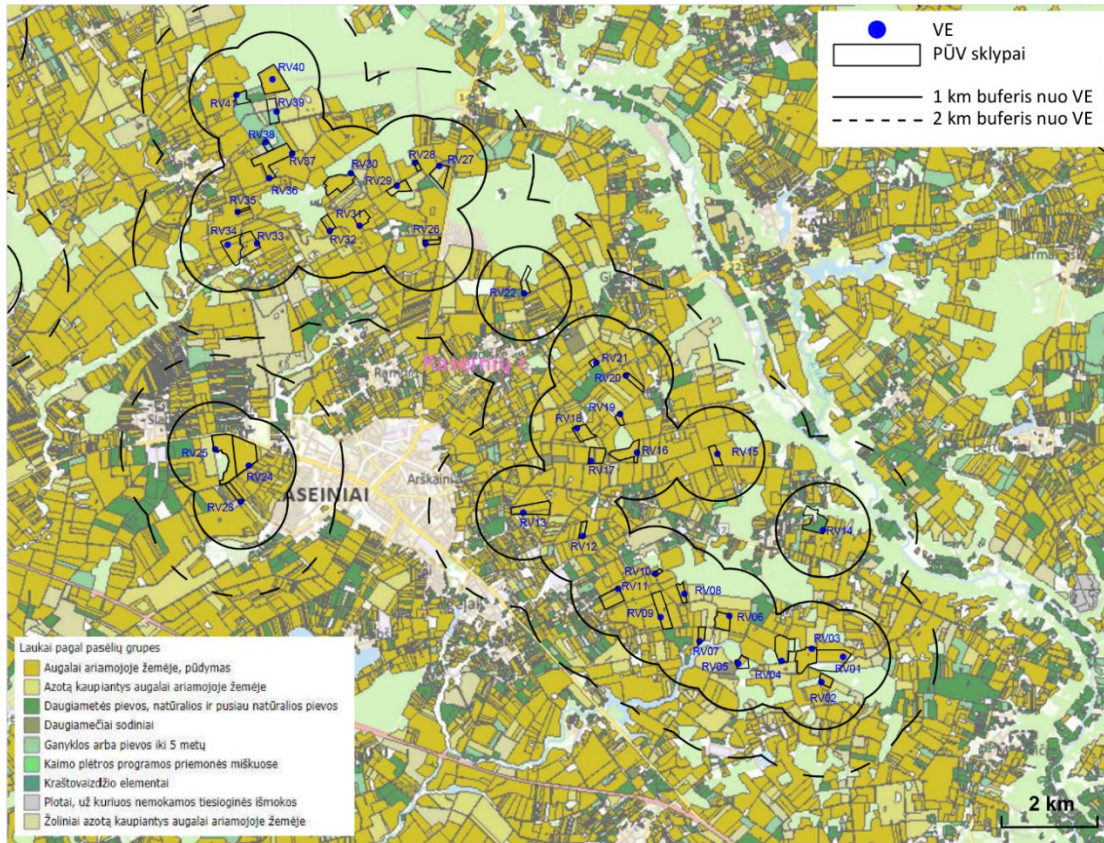 VE
PŪV sklypai
1 km buferis nuo VE
2 km buferis nuo VE
RV40
RV41
RV39
RV38
RV37
RV36
RV30
RV28
RV27
RV29
RV35
RV34
RV33
RV31
RV32
RV26
RV22
RV21
RV20
RV19
RV18
RV16
RV15
RV17
RV25
RV24
RV23
ASEINIAI
Arškainiai
RV13
RV14
RV12
RV10
RV11
RV08
RV09
RV06
RV07
RV03
RV05
RV04
RV01
RV02
Laukai pagal pasėlių grupes
Augalai ariamojoje žemėje, pūdymas
Azotą kaupiantys augalai ariamojoje žemėje
Daugiametės pievos, natūralios ir pusiau natūralios pievos
Daugiamečiai sodiniai
Ganyklos arba pievos iki 5 metų
Kaimo plėtros programos priemonės miškuose
Kraštovaizdžio elementai
Plotai, už kuriuos nemokamos tiesioginės išmokos
Žoliniai azotą kaupiantys augalai ariamojoje žemėje
2 km